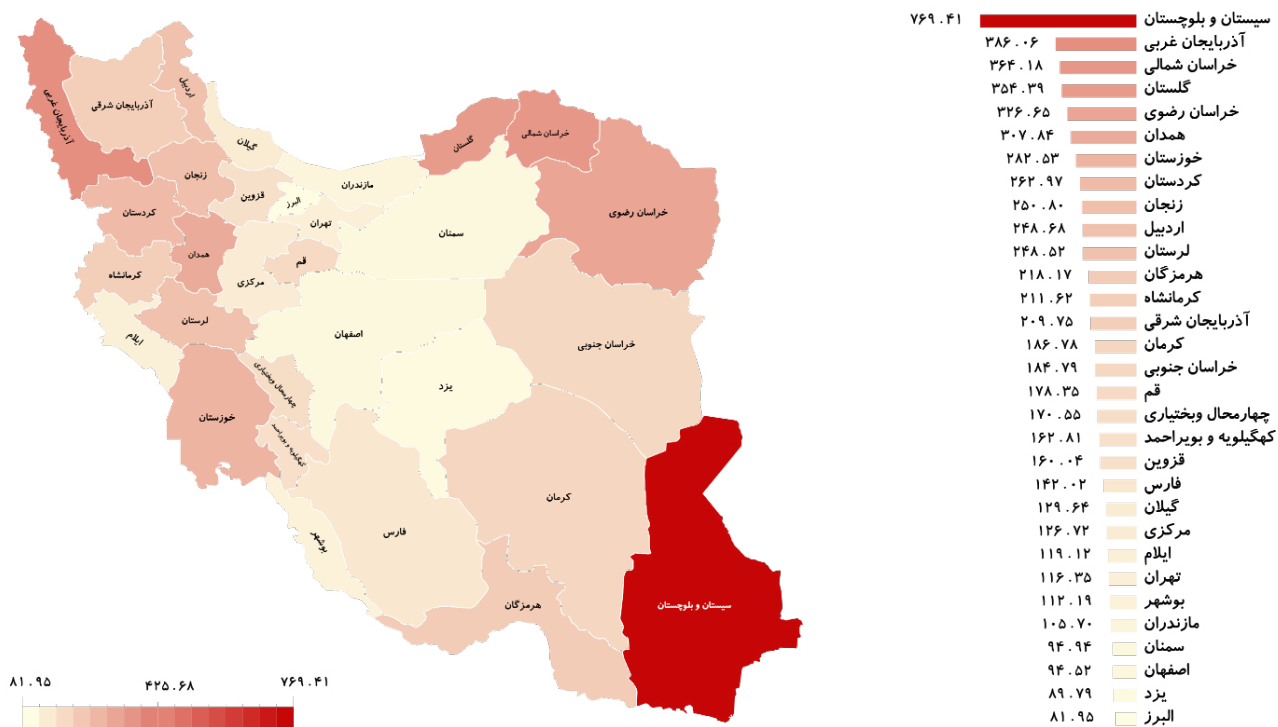 سیستان و بلوچستان ۷۶۹.۴۱
آذربایجان غربی ۳۸۶.۰۶
خراسان شمالی ۳۶۴.۱۸
گلستان ۳۵۴.۳۹
خراسان رضوی ۳۲۶.۶۵
همدان ۳۰۷.۸۴
خوزستان ۲۸۲.۵۳
کردستان ۲۶۲.۹۷
زنجان ۲۵۰.۸۰
اردبیل ۲۴۸.۶۸
لرستان ۲۴۸.۵۲
هرمزگان ۲۱۸.۱۷
کرمانشاه ۲۱۱.۶۲
آذربایجان شرقی ۲۰۹.۷۵
کرمان ۱۸۶.۷۸
خراسان جنوبی ۱۸۴.۷۹
قم ۱۷۸.۳۵
چهارمحال وبختیاری ۱۷۰.۵۵
کهگیلویه و بویراحمد ۱۶۲.۸۱
قزوین ۱۶۰.۰۴
فارس ۱۴۲.۰۲
گیلان ۱۲۹.۶۴
مرکزی ۱۲۶.۷۲
ایلام ۱۱۹.۱۲
تهران ۱۱۶.۳۵
بوشهر ۱۱۲.۱۹
مازندران ۱۰۵.۷۰
سمنان ۹۴.۹۴
اصفهان ۹۴.۵۲
یزد ۸۹.۷۹
البرز ۸۱.۹۵
آذربایجان غربی
آذربایجان شرقی
اردبیل
گیلان
زنجان
قزوین
البرز
مازندران
تهران
گلستان
خراسان شمالی
خراسان رضوی
سمنان
کردستان
همدان
قم
مرکزی
کرمانشاه
لرستان
ایلام
اصفهان
خراسان جنوبی
یزد
چهارمحال وبختیاری
خوزستان
کهگیلویه و بویراحمد
کرمان
فارس
بوشهر
هرمزگان
سیستان و بلوچستان
۸۱.۹۵ ۴۲۵.۶۸ ۷۶۹.۴۱